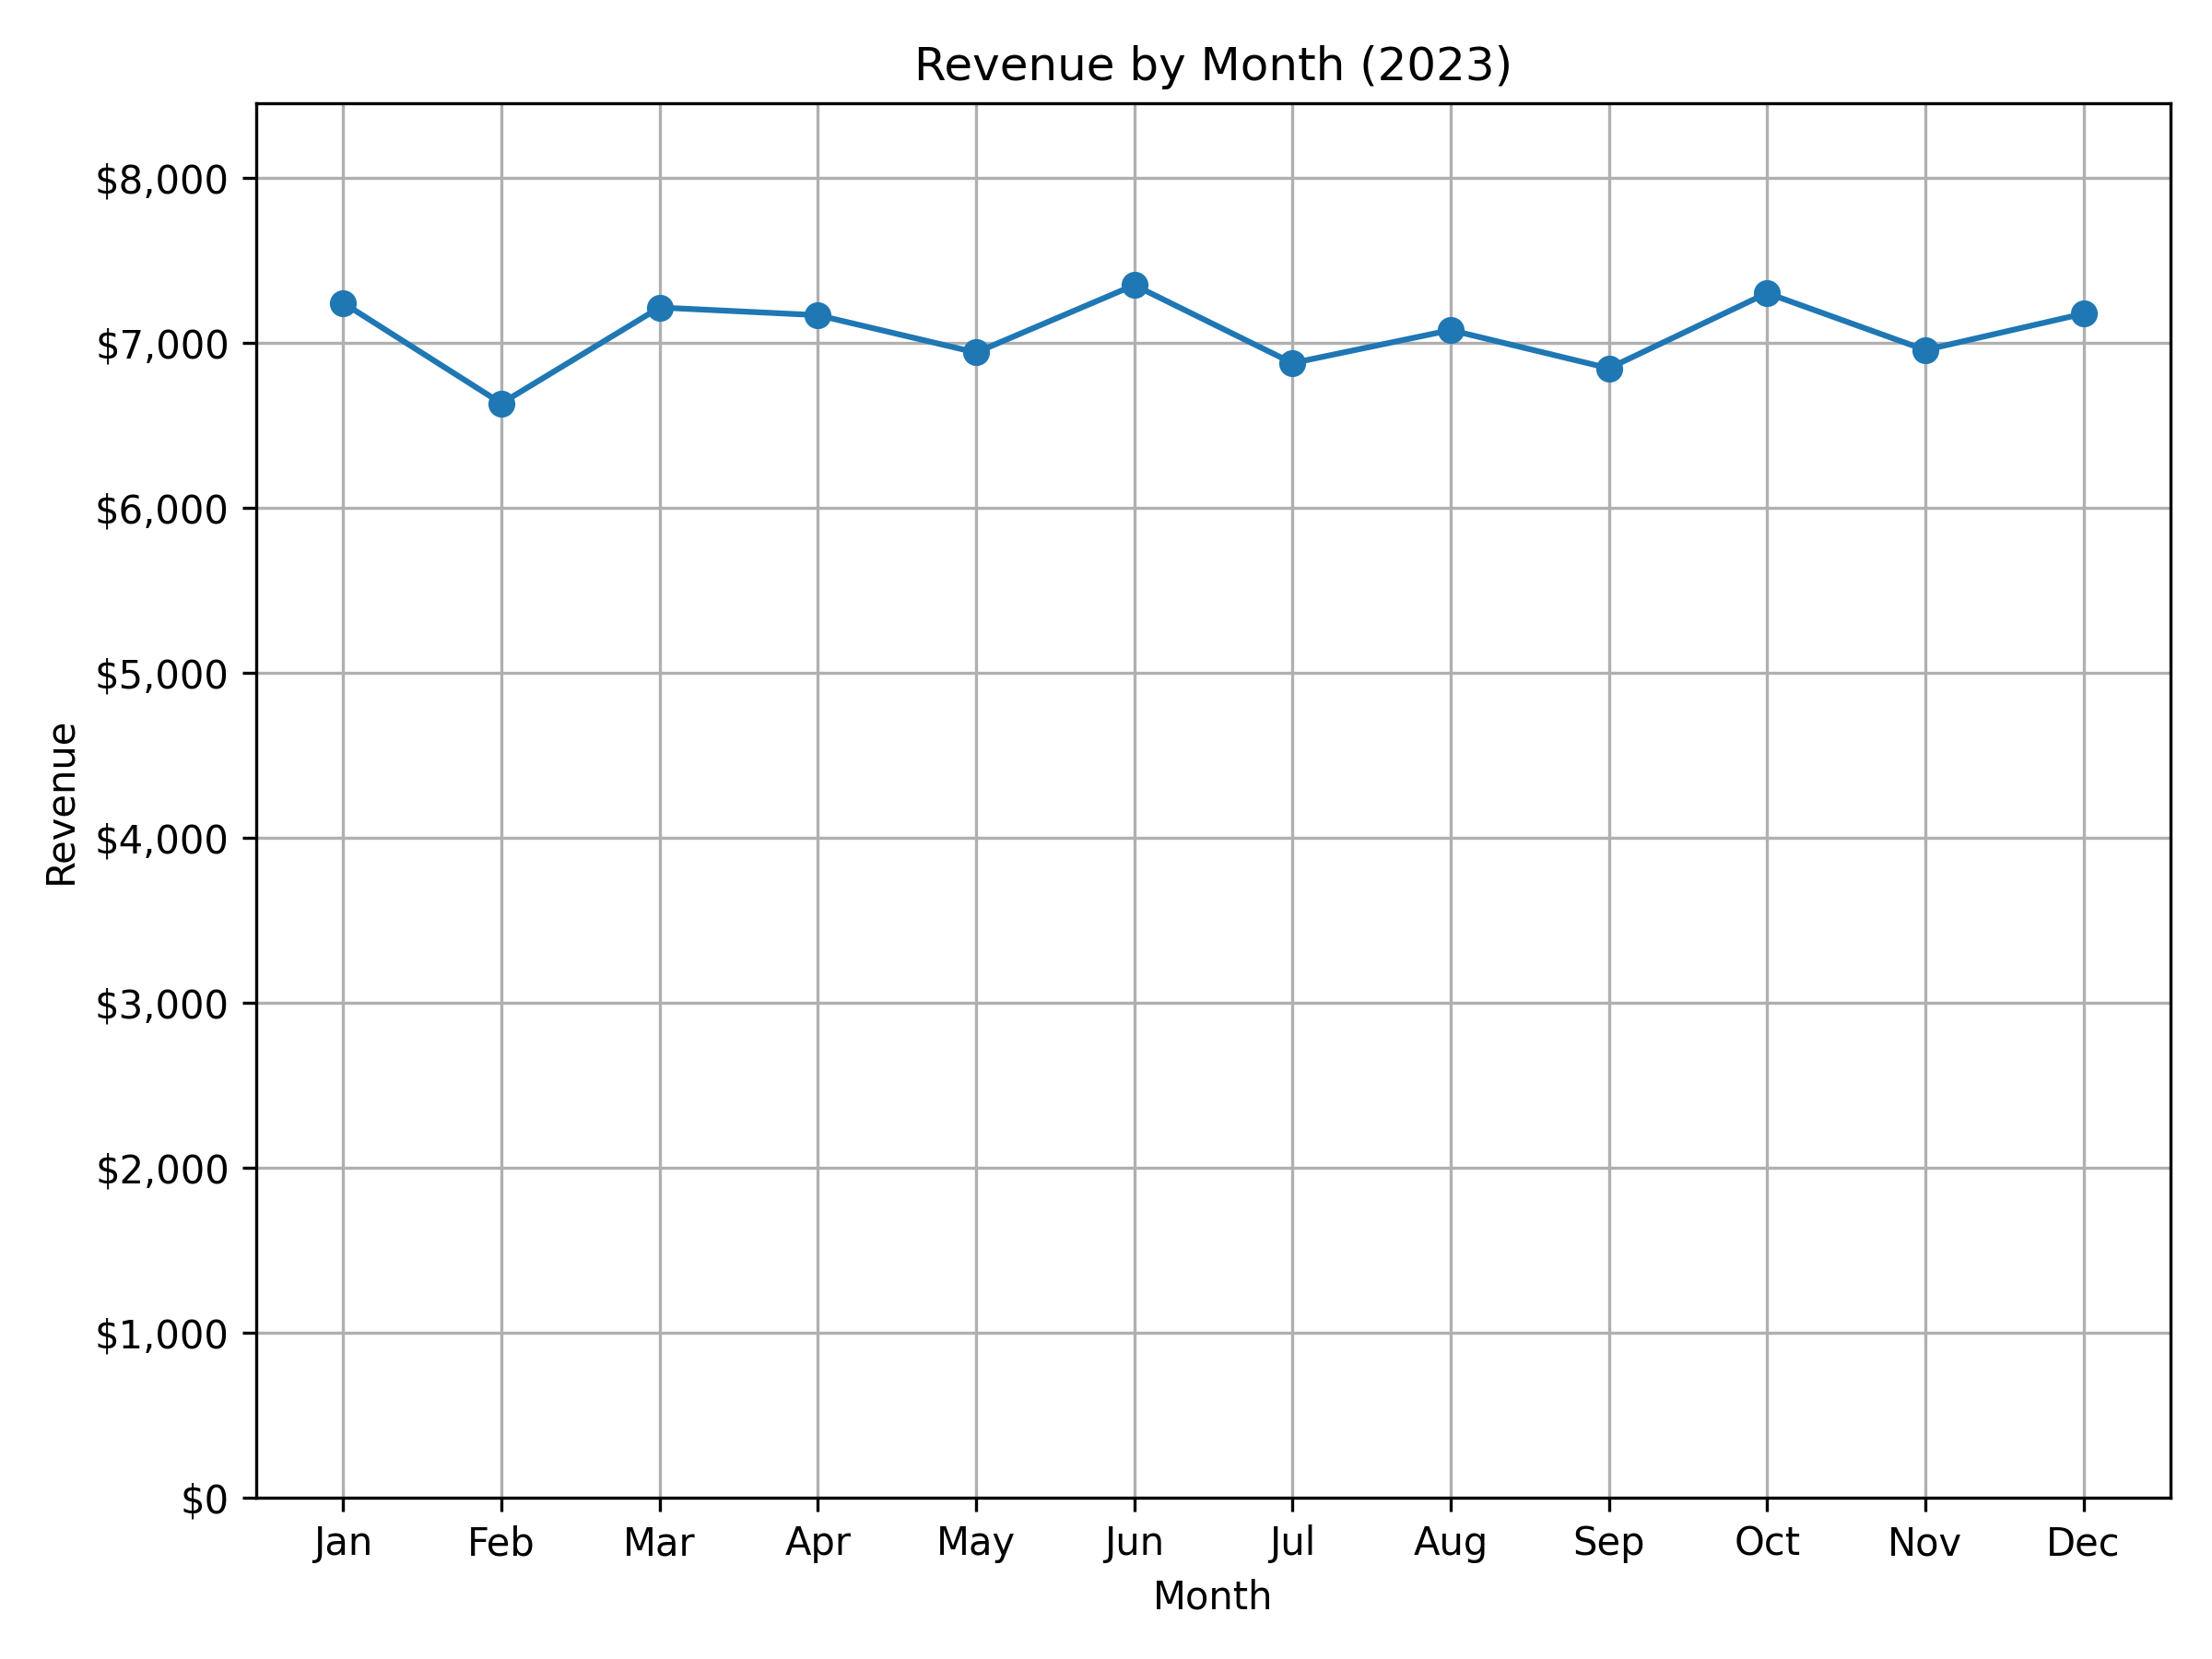 Revenue by Month (2023)
Revenue
$8,000
$7,000
$6,000
$5,000
$4,000
$3,000
$2,000
$1,000
$0
Jan Feb Mar Apr May Jun Jul Aug Sep Oct Nov Dec
Month